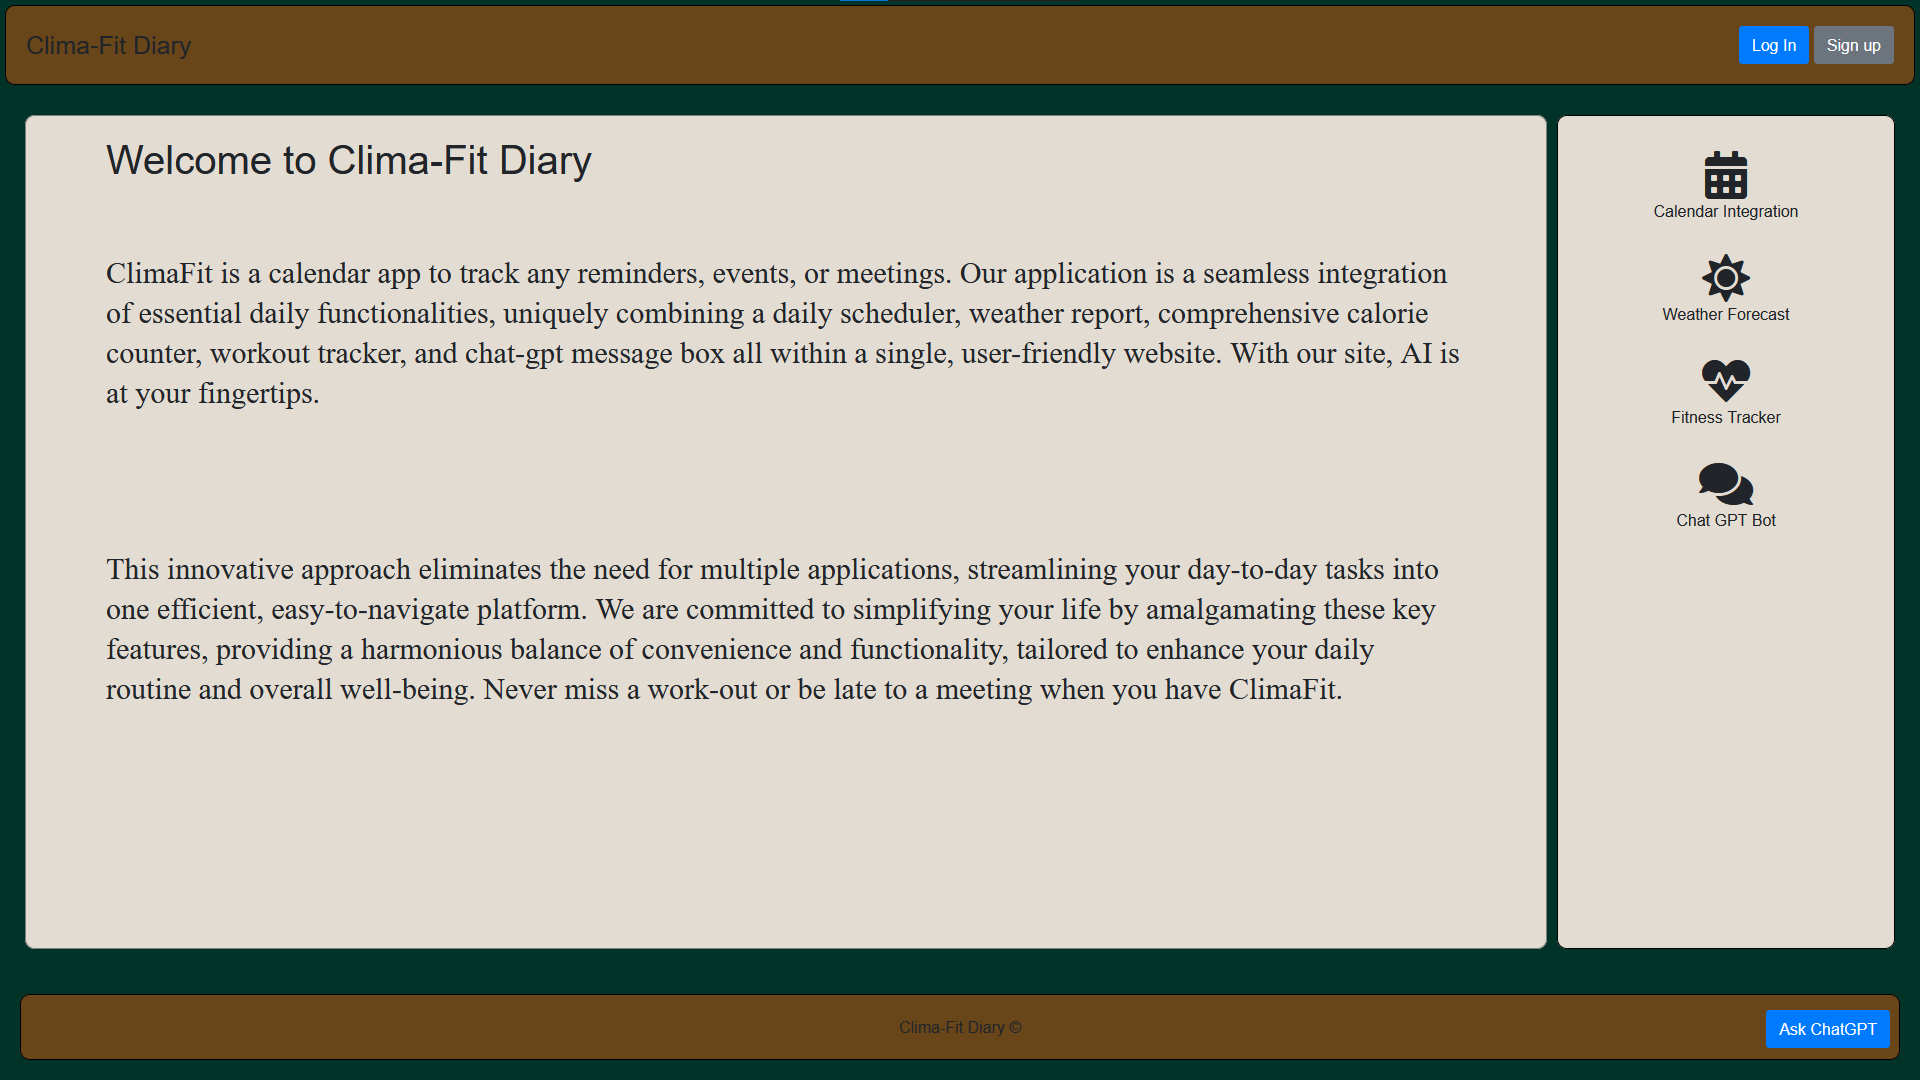 Clima-Fit Diary
Log In
Sign up
Welcome to Clima-Fit Diary
ClimaFit is a calendar app to track any reminders, events, or meetings. Our application is a seamless integration
of essential daily functionalities, uniquely combining a daily scheduler, weather report, comprehensive calorie
counter, workout tracker, and chat-gpt message box all within a single, user-friendly website. With our site, AI is
at your fingertips.
This innovative approach eliminates the need for multiple applications, streamlining your day-to-day tasks into
one efficient, easy-to-navigate platform. We are committed to simplifying your life by amalgamating these key
features, providing a harmonious balance of convenience and functionality, tailored to enhance your daily
routine and overall well-being. Never miss a work-out or be late to a meeting when you have ClimaFit.
Calendar Integration
Weather Forecast
Fitness Tracker
Chat GPT Bot
Clima-Fit Diary ©
Ask ChatGPT